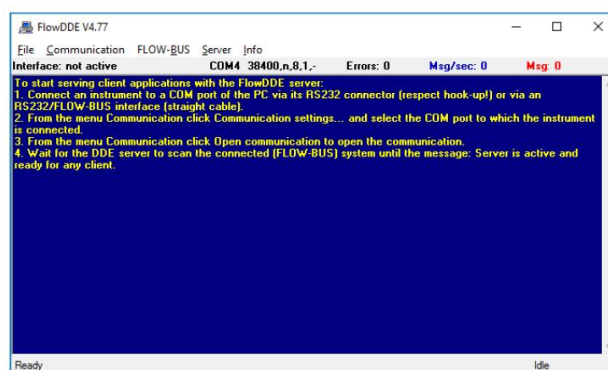 FlowDDE V4.77
File Communication FLOW-BUS Server Info
Interface: not active COM4 38400,n,8,1,- Errors: 0 Msg/sec: 0 Msg: 0
To start serving client applications with the FlowDDE server:
1. Connect an instrument to a COM port of the PC via its RS232 connector (respect hook-up!) or via an
RS232/FLOW-BUS interface (straight cable).
2. From the menu Communication click Communication settings... and select the COM port to which the instrument
is connected.
3. From the menu Communication click Open communication to open the communication.
4. Wait for the DDE server to scan the connected (FLOW-BUS) system until the message: Server is active and
ready for any client.
Ready Idle